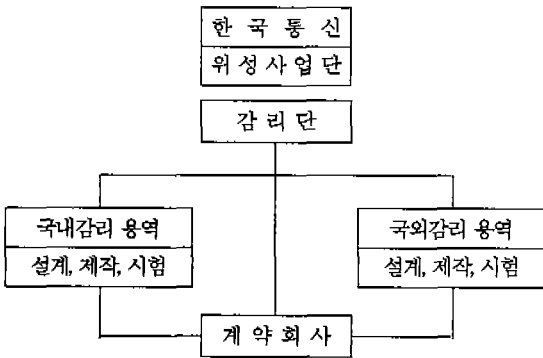 한국통신
위성사업단
감리단
국내감리 용역
설계, 제작, 시험
국외감리 용역
설계, 제작, 시험
계약회사